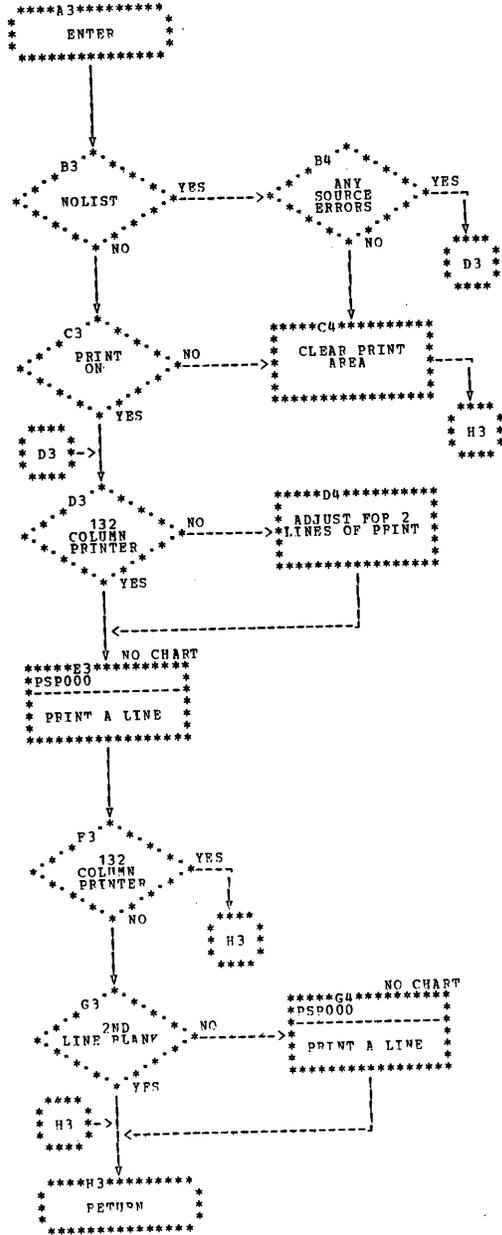 A3
ENTER
B3
NOLIST
YES
NO
B4
ANY
SOURCE
ERRORS
YES
NO
D3
C3
PRINT
ON
NO
YES
C4
CLEAR PRINT
AREA
H3
D3
D3
132
COLUMN
PRINTER
NO
YES
D4
ADJUST FOR 2
LINES OF PRINT
NO CHART
E3
PSP000
PRINT A LINE
F3
132
COLUMN
PRINTER
YES
NO
H3
G3
2ND
LINE BLANK
NO
YES
NO CHART
G4
PSP000
PRINT A LINE
H3
H3
RETURN